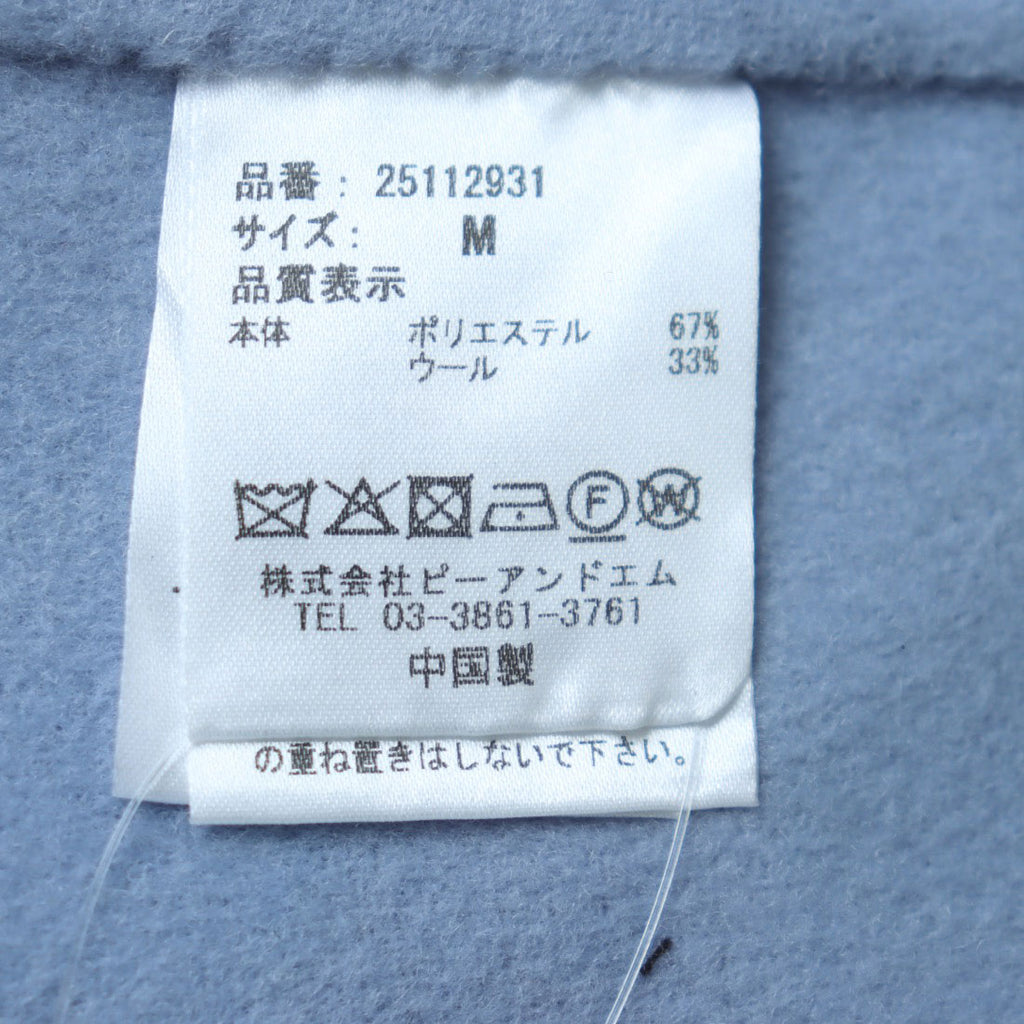 品番： 25112931
サイズ： M
品質表示
本体 ポリエステル 67%
ウール 33%
F W
株式会社ピーアンドエム
TEL 03-3861-3761
中国製
の重ね置きはしないで下さい。